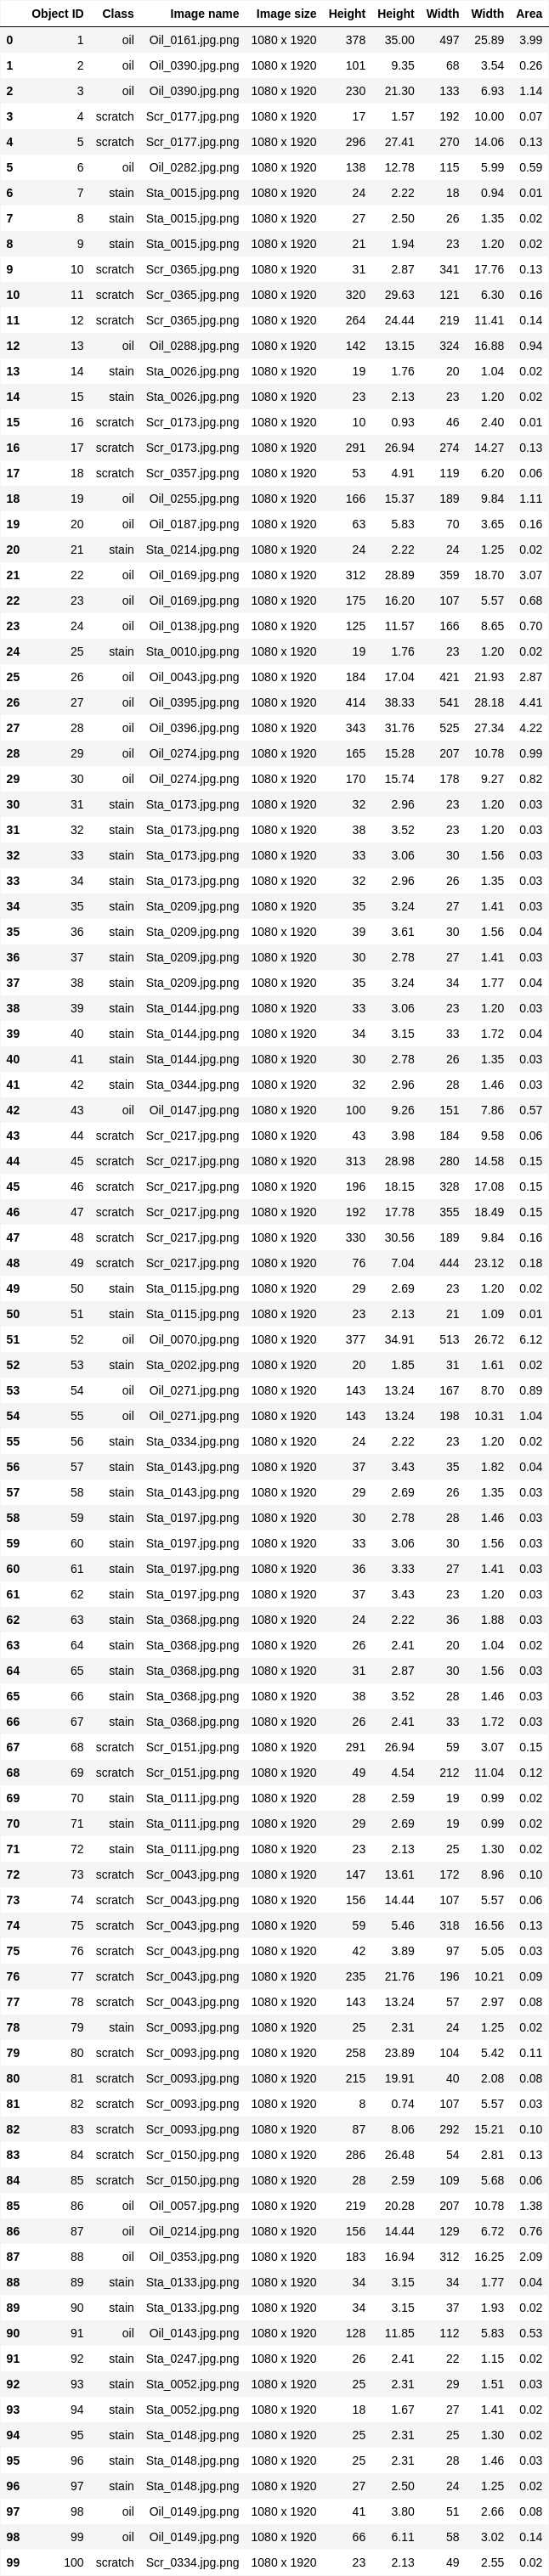 Object ID Class Image name Image size Height Height Width Width Area
0 1 oil Oil_0161.jpg.png 1080 x 1920 378 35.00 497 25.89 3.99
1 2 oil Oil_0390.jpg.png 1080 x 1920 101 9.35 68 3.54 0.26
2 3 oil Oil_0390.jpg.png 1080 x 1920 230 21.30 133 6.93 1.14
3 4 scratch Scr_0177.jpg.png 1080 x 1920 17 1.57 192 10.00 0.07
4 5 scratch Scr_0177.jpg.png 1080 x 1920 296 27.41 270 14.06 0.13
5 6 oil Oil_0282.jpg.png 1080 x 1920 138 12.78 115 5.99 0.59
6 7 stain Sta_0015.jpg.png 1080 x 1920 24 2.22 18 0.94 0.01
7 8 stain Sta_0015.jpg.png 1080 x 1920 27 2.50 26 1.35 0.02
8 9 stain Sta_0015.jpg.png 1080 x 1920 21 1.94 23 1.20 0.02
9 10 scratch Scr_0365.jpg.png 1080 x 1920 31 2.87 341 17.76 0.13
10 11 scratch Scr_0365.jpg.png 1080 x 1920 320 29.63 121 6.30 0.16
11 12 scratch Scr_0365.jpg.png 1080 x 1920 264 24.44 219 11.41 0.14
12 13 oil Oil_0288.jpg.png 1080 x 1920 142 13.15 324 16.88 0.94
13 14 stain Sta_0026.jpg.png 1080 x 1920 19 1.76 20 1.04 0.02
14 15 stain Sta_0026.jpg.png 1080 x 1920 23 2.13 23 1.20 0.02
15 16 scratch Scr_0173.jpg.png 1080 x 1920 10 0.93 46 2.40 0.01
16 17 scratch Scr_0173.jpg.png 1080 x 1920 291 26.94 274 14.27 0.13
17 18 scratch Scr_0357.jpg.png 1080 x 1920 53 4.91 119 6.20 0.06
18 19 oil Oil_0255.jpg.png 1080 x 1920 166 15.37 189 9.84 1.11
19 20 oil Oil_0187.jpg.png 1080 x 1920 63 5.83 70 3.65 0.16
20 21 stain Sta_0214.jpg.png 1080 x 1920 24 2.22 24 1.25 0.02
21 22 oil Oil_0169.jpg.png 1080 x 1920 312 28.89 359 18.70 3.07
22 23 oil Oil_0169.jpg.png 1080 x 1920 175 16.20 107 5.57 0.68
23 24 oil Oil_0138.jpg.png 1080 x 1920 125 11.57 166 8.65 0.70
24 25 stain Sta_0010.jpg.png 1080 x 1920 19 1.76 23 1.20 0.02
25 26 oil Oil_0043.jpg.png 1080 x 1920 184 17.04 421 21.93 2.87
26 27 oil Oil_0395.jpg.png 1080 x 1920 414 38.33 541 28.18 4.41
27 28 oil Oil_0396.jpg.png 1080 x 1920 343 31.76 525 27.34 4.22
28 29 oil Oil_0274.jpg.png 1080 x 1920 165 15.28 207 10.78 0.99
29 30 oil Oil_0274.jpg.png 1080 x 1920 170 15.74 178 9.27 0.82
30 31 stain Sta_0173.jpg.png 1080 x 1920 32 2.96 23 1.20 0.03
31 32 stain Sta_0173.jpg.png 1080 x 1920 38 3.52 23 1.20 0.03
32 33 stain Sta_0173.jpg.png 1080 x 1920 33 3.06 30 1.56 0.03
33 34 stain Sta_0173.jpg.png 1080 x 1920 32 2.96 26 1.35 0.03
34 35 stain Sta_0209.jpg.png 1080 x 1920 35 3.24 27 1.41 0.03
35 36 stain Sta_0209.jpg.png 1080 x 1920 39 3.61 30 1.56 0.04
36 37 stain Sta_0209.jpg.png 1080 x 1920 30 2.78 27 1.41 0.03
37 38 stain Sta_0209.jpg.png 1080 x 1920 35 3.24 34 1.77 0.04
38 39 stain Sta_0144.jpg.png 1080 x 1920 33 3.06 23 1.20 0.03
39 40 stain Sta_0144.jpg.png 1080 x 1920 34 3.15 33 1.72 0.04
40 41 stain Sta_0144.jpg.png 1080 x 1920 30 2.78 26 1.35 0.03
41 42 stain Sta_0344.jpg.png 1080 x 1920 32 2.96 28 1.46 0.03
42 43 oil Oil_0147.jpg.png 1080 x 1920 100 9.26 151 7.86 0.57
43 44 scratch Scr_0217.jpg.png 1080 x 1920 43 3.98 184 9.58 0.06
44 45 scratch Scr_0217.jpg.png 1080 x 1920 313 28.98 280 14.58 0.15
45 46 scratch Scr_0217.jpg.png 1080 x 1920 196 18.15 328 17.08 0.15
46 47 scratch Scr_0217.jpg.png 1080 x 1920 192 17.78 355 18.49 0.15
47 48 scratch Scr_0217.jpg.png 1080 x 1920 330 30.56 189 9.84 0.16
48 49 scratch Scr_0217.jpg.png 1080 x 1920 76 7.04 444 23.12 0.18
49 50 stain Sta_0115.jpg.png 1080 x 1920 29 2.69 23 1.20 0.02
50 51 stain Sta_0115.jpg.png 1080 x 1920 23 2.13 21 1.09 0.01
51 52 oil Oil_0070.jpg.png 1080 x 1920 377 34.91 513 26.72 6.12
52 53 stain Sta_0202.jpg.png 1080 x 1920 20 1.85 31 1.61 0.02
53 54 oil Oil_0271.jpg.png 1080 x 1920 143 13.24 167 8.70 0.89
54 55 oil Oil_0271.jpg.png 1080 x 1920 143 13.24 198 10.31 1.04
55 56 stain Sta_0334.jpg.png 1080 x 1920 24 2.22 23 1.20 0.02
56 57 stain Sta_0143.jpg.png 1080 x 1920 37 3.43 35 1.82 0.04
57 58 stain Sta_0143.jpg.png 1080 x 1920 29 2.69 26 1.35 0.03
58 59 stain Sta_0197.jpg.png 1080 x 1920 30 2.78 28 1.46 0.03
59 60 stain Sta_0197.jpg.png 1080 x 1920 33 3.06 30 1.56 0.03
60 61 stain Sta_0197.jpg.png 1080 x 1920 36 3.33 27 1.41 0.03
61 62 stain Sta_0197.jpg.png 1080 x 1920 37 3.43 23 1.20 0.03
62 63 stain Sta_0368.jpg.png 1080 x 1920 24 2.22 36 1.88 0.03
63 64 stain Sta_0368.jpg.png 1080 x 1920 26 2.41 20 1.04 0.02
64 65 stain Sta_0368.jpg.png 1080 x 1920 31 2.87 30 1.56 0.03
65 66 stain Sta_0368.jpg.png 1080 x 1920 38 3.52 28 1.46 0.03
66 67 stain Sta_0368.jpg.png 1080 x 1920 26 2.41 33 1.72 0.03
67 68 scratch Scr_0151.jpg.png 1080 x 1920 291 26.94 59 3.07 0.15
68 69 scratch Scr_0151.jpg.png 1080 x 1920 49 4.54 212 11.04 0.12
69 70 stain Sta_0111.jpg.png 1080 x 1920 28 2.59 19 0.99 0.02
70 71 stain Sta_0111.jpg.png 1080 x 1920 29 2.69 19 0.99 0.02
71 72 stain Sta_0111.jpg.png 1080 x 1920 23 2.13 25 1.30 0.02
72 73 scratch Scr_0043.jpg.png 1080 x 1920 147 13.61 172 8.96 0.10
73 74 scratch Scr_0043.jpg.png 1080 x 1920 156 14.44 107 5.57 0.06
74 75 scratch Scr_0043.jpg.png 1080 x 1920 59 5.46 318 16.56 0.13
75 76 scratch Scr_0043.jpg.png 1080 x 1920 42 3.89 97 5.05 0.03
76 77 scratch Scr_0043.jpg.png 1080 x 1920 235 21.76 196 10.21 0.09
77 78 scratch Scr_0043.jpg.png 1080 x 1920 143 13.24 57 2.97 0.08
78 79 stain Scr_0093.jpg.png 1080 x 1920 25 2.31 24 1.25 0.02
79 80 scratch Scr_0093.jpg.png 1080 x 1920 258 23.89 104 5.42 0.11
80 81 scratch Scr_0093.jpg.png 1080 x 1920 215 19.91 40 2.08 0.08
81 82 scratch Scr_0093.jpg.png 1080 x 1920 8 0.74 107 5.57 0.03
82 83 scratch Scr_0093.jpg.png 1080 x 1920 87 8.06 292 15.21 0.10
83 84 scratch Scr_0150.jpg.png 1080 x 1920 286 26.48 54 2.81 0.13
84 85 scratch Scr_0150.jpg.png 1080 x 1920 28 2.59 109 5.68 0.06
85 86 oil Oil_0057.jpg.png 1080 x 1920 219 20.28 207 10.78 1.38
86 87 oil Oil_0214.jpg.png 1080 x 1920 156 14.44 129 6.72 0.76
87 88 oil Oil_0353.jpg.png 1080 x 1920 183 16.94 312 16.25 2.09
88 89 stain Sta_0133.jpg.png 1080 x 1920 34 3.15 34 1.77 0.04
89 90 stain Sta_0133.jpg.png 1080 x 1920 34 3.15 37 1.93 0.02
90 91 oil Oil_0143.jpg.png 1080 x 1920 128 11.85 112 5.83 0.53
91 92 stain Sta_0247.jpg.png 1080 x 1920 26 2.41 22 1.15 0.02
92 93 stain Sta_0052.jpg.png 1080 x 1920 25 2.31 29 1.51 0.03
93 94 stain Sta_0052.jpg.png 1080 x 1920 18 1.67 27 1.41 0.02
94 95 stain Sta_0148.jpg.png 1080 x 1920 25 2.31 25 1.30 0.02
95 96 stain Sta_0148.jpg.png 1080 x 1920 25 2.31 28 1.46 0.03
96 97 stain Sta_0148.jpg.png 1080 x 1920 27 2.50 24 1.25 0.02
97 98 oil Oil_0149.jpg.png 1080 x 1920 41 3.80 51 2.66 0.08
98 99 oil Oil_0149.jpg.png 1080 x 1920 66 6.11 58 3.02 0.14
99 100 scratch Scr_0334.jpg.png 1080 x 1920 23 2.13 49 2.55 0.02